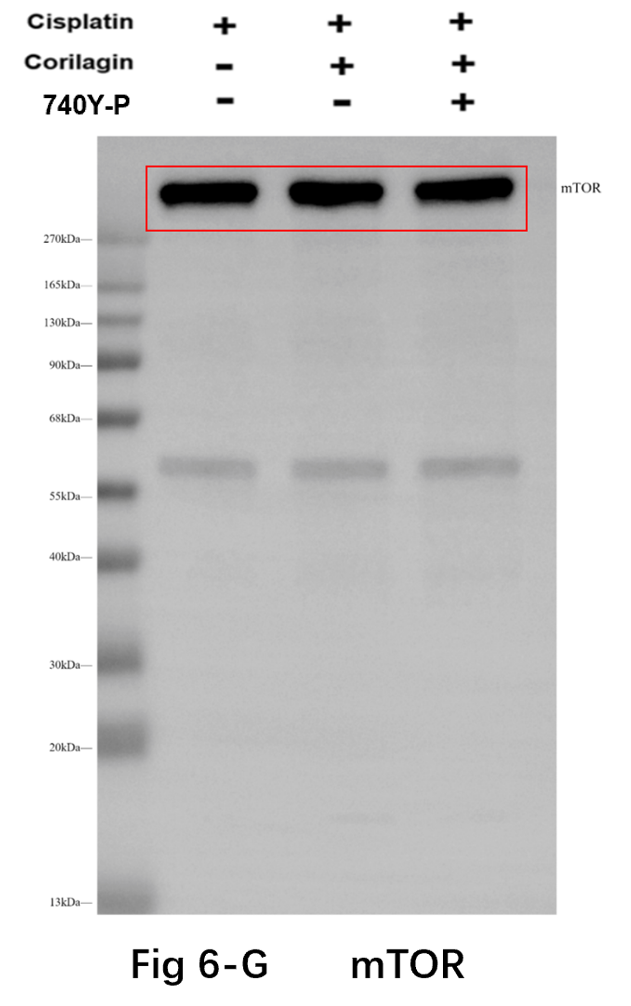 Cisplatin + + +
Corilagin - + +
740Y-P - - +
mTOR
270kDa
165kDa
130kDa
90kDa
68kDa
55kDa
40kDa
30kDa
20kDa
13kDa
Fig 6-G mTOR